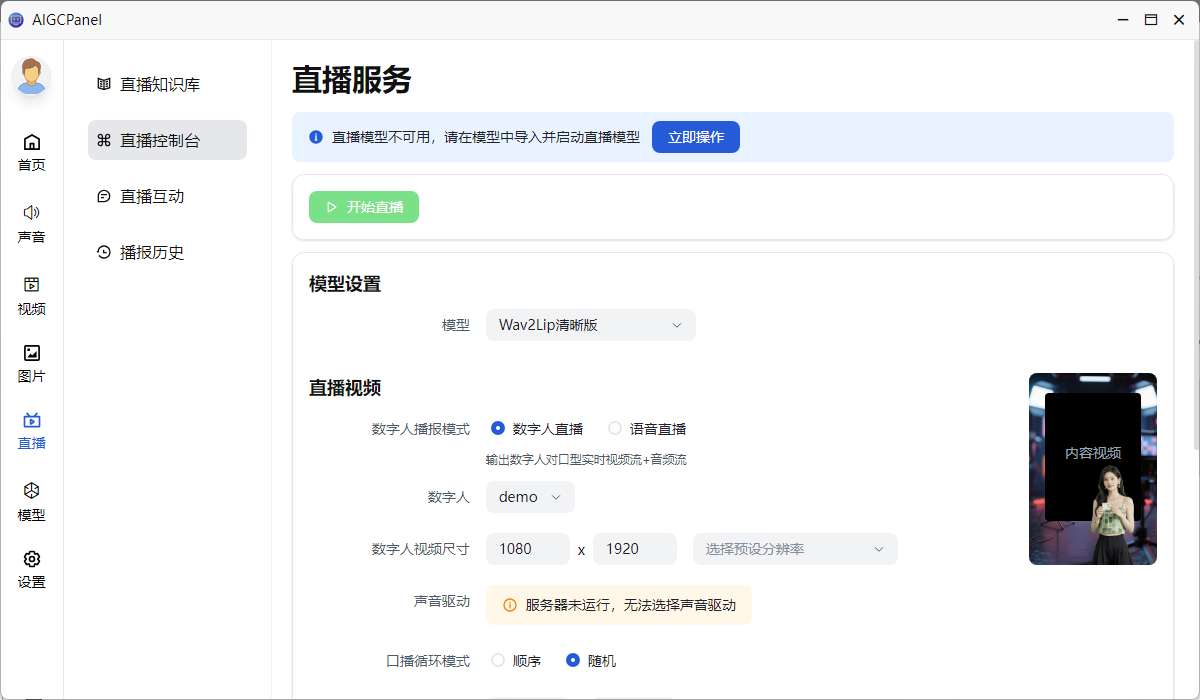 AIGCPanel
首页
声音
视频
图片
直播
模型
设置
直播知识库
直播控制台
直播互动
播报历史
直播服务
直播模型不可用，请在模型中导入并启动直播模型 立即操作
开始直播
模型设置
模型 Wav2Lip清晰版
直播视频
数字人播报模式 数字人直播 语音直播
输出数字人对口型实时视频流+音频流
数字人 demo
数字人视频尺寸 1080 x 1920 选择预设分辨率
声音驱动 服务器未运行，无法选择声音驱动
口播循环模式 顺序 随机
内容视频